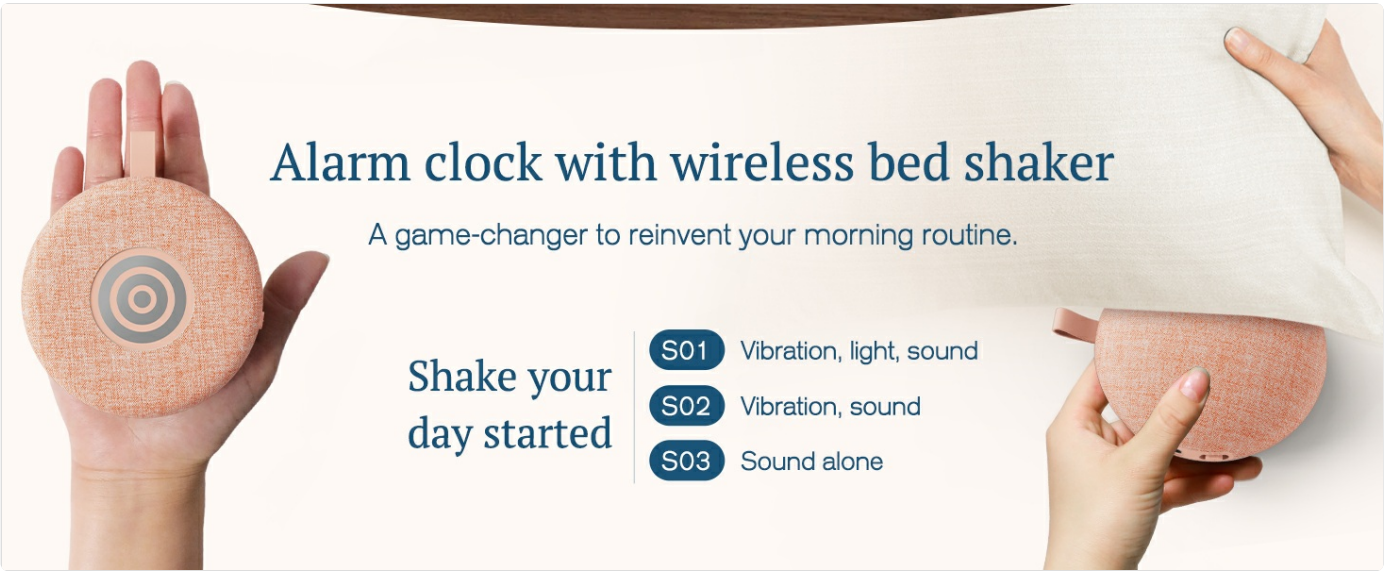 Alarm clock with wireless bed shaker
A game-changer to reinvent your morning routine.
Shake your
day started
S01 Vibration, light, sound
S02 Vibration, sound
S03 Sound alone